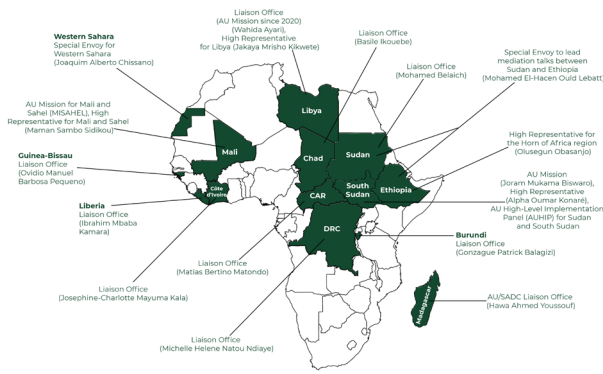 Liaison Office
(AU Mission since 2020)
(Wahida Ayari),
High Representative
for Libya (Jakaya Mrisho Kikwete)
Liaison Office
(Basile Ikouebe)
Western Sahara
Special Envoy for
Western Sahara
(Joaquim Alberto Chissano)
Special Envoy to lead
mediation talks between
Sudan and Ethiopia
(Mohamed El-Hacen Ould Lebatt)
Liaison Office
(Mohamed Belaich)
AU Mission for Mali and
Sahel (MISAHEL), High
Representative for Mali and Sahel
(Maman Sambo Sidikou)
High Representative for
the Horn of Africa region
(Olusegun Obasanjo)
Guinea-Bissau
Liaison Office
(Ovidio Manuel
Barbosa Pequeno)
AU Mission
(Joram Mukama Biswaro),
High Representative
(Alpha Oumar Konaré),
AU High-Level Implementation
Panel (AUHIP) for Sudan
and South Sudan
Liberia
Liaison Office
(Ibrahim Mbaba
Kamara)
Burundi
Liaison Office
(Gonzague Patrick Balagizi)
Liaison Office
(Matias Bertino Matondo)
Liaison Office
(Josephine-Charlotte Mayuma Kala)
AU/SADC Liaison Office
(Hawa Ahmed Youssouf)
Liaison Office
(Michelle Helene Natou Ndiaye)
Libya
Mali
Chad
Sudan
Côte
d'Ivoire
CAR
South
Sudan
Ethiopia
DRC
Madagascar